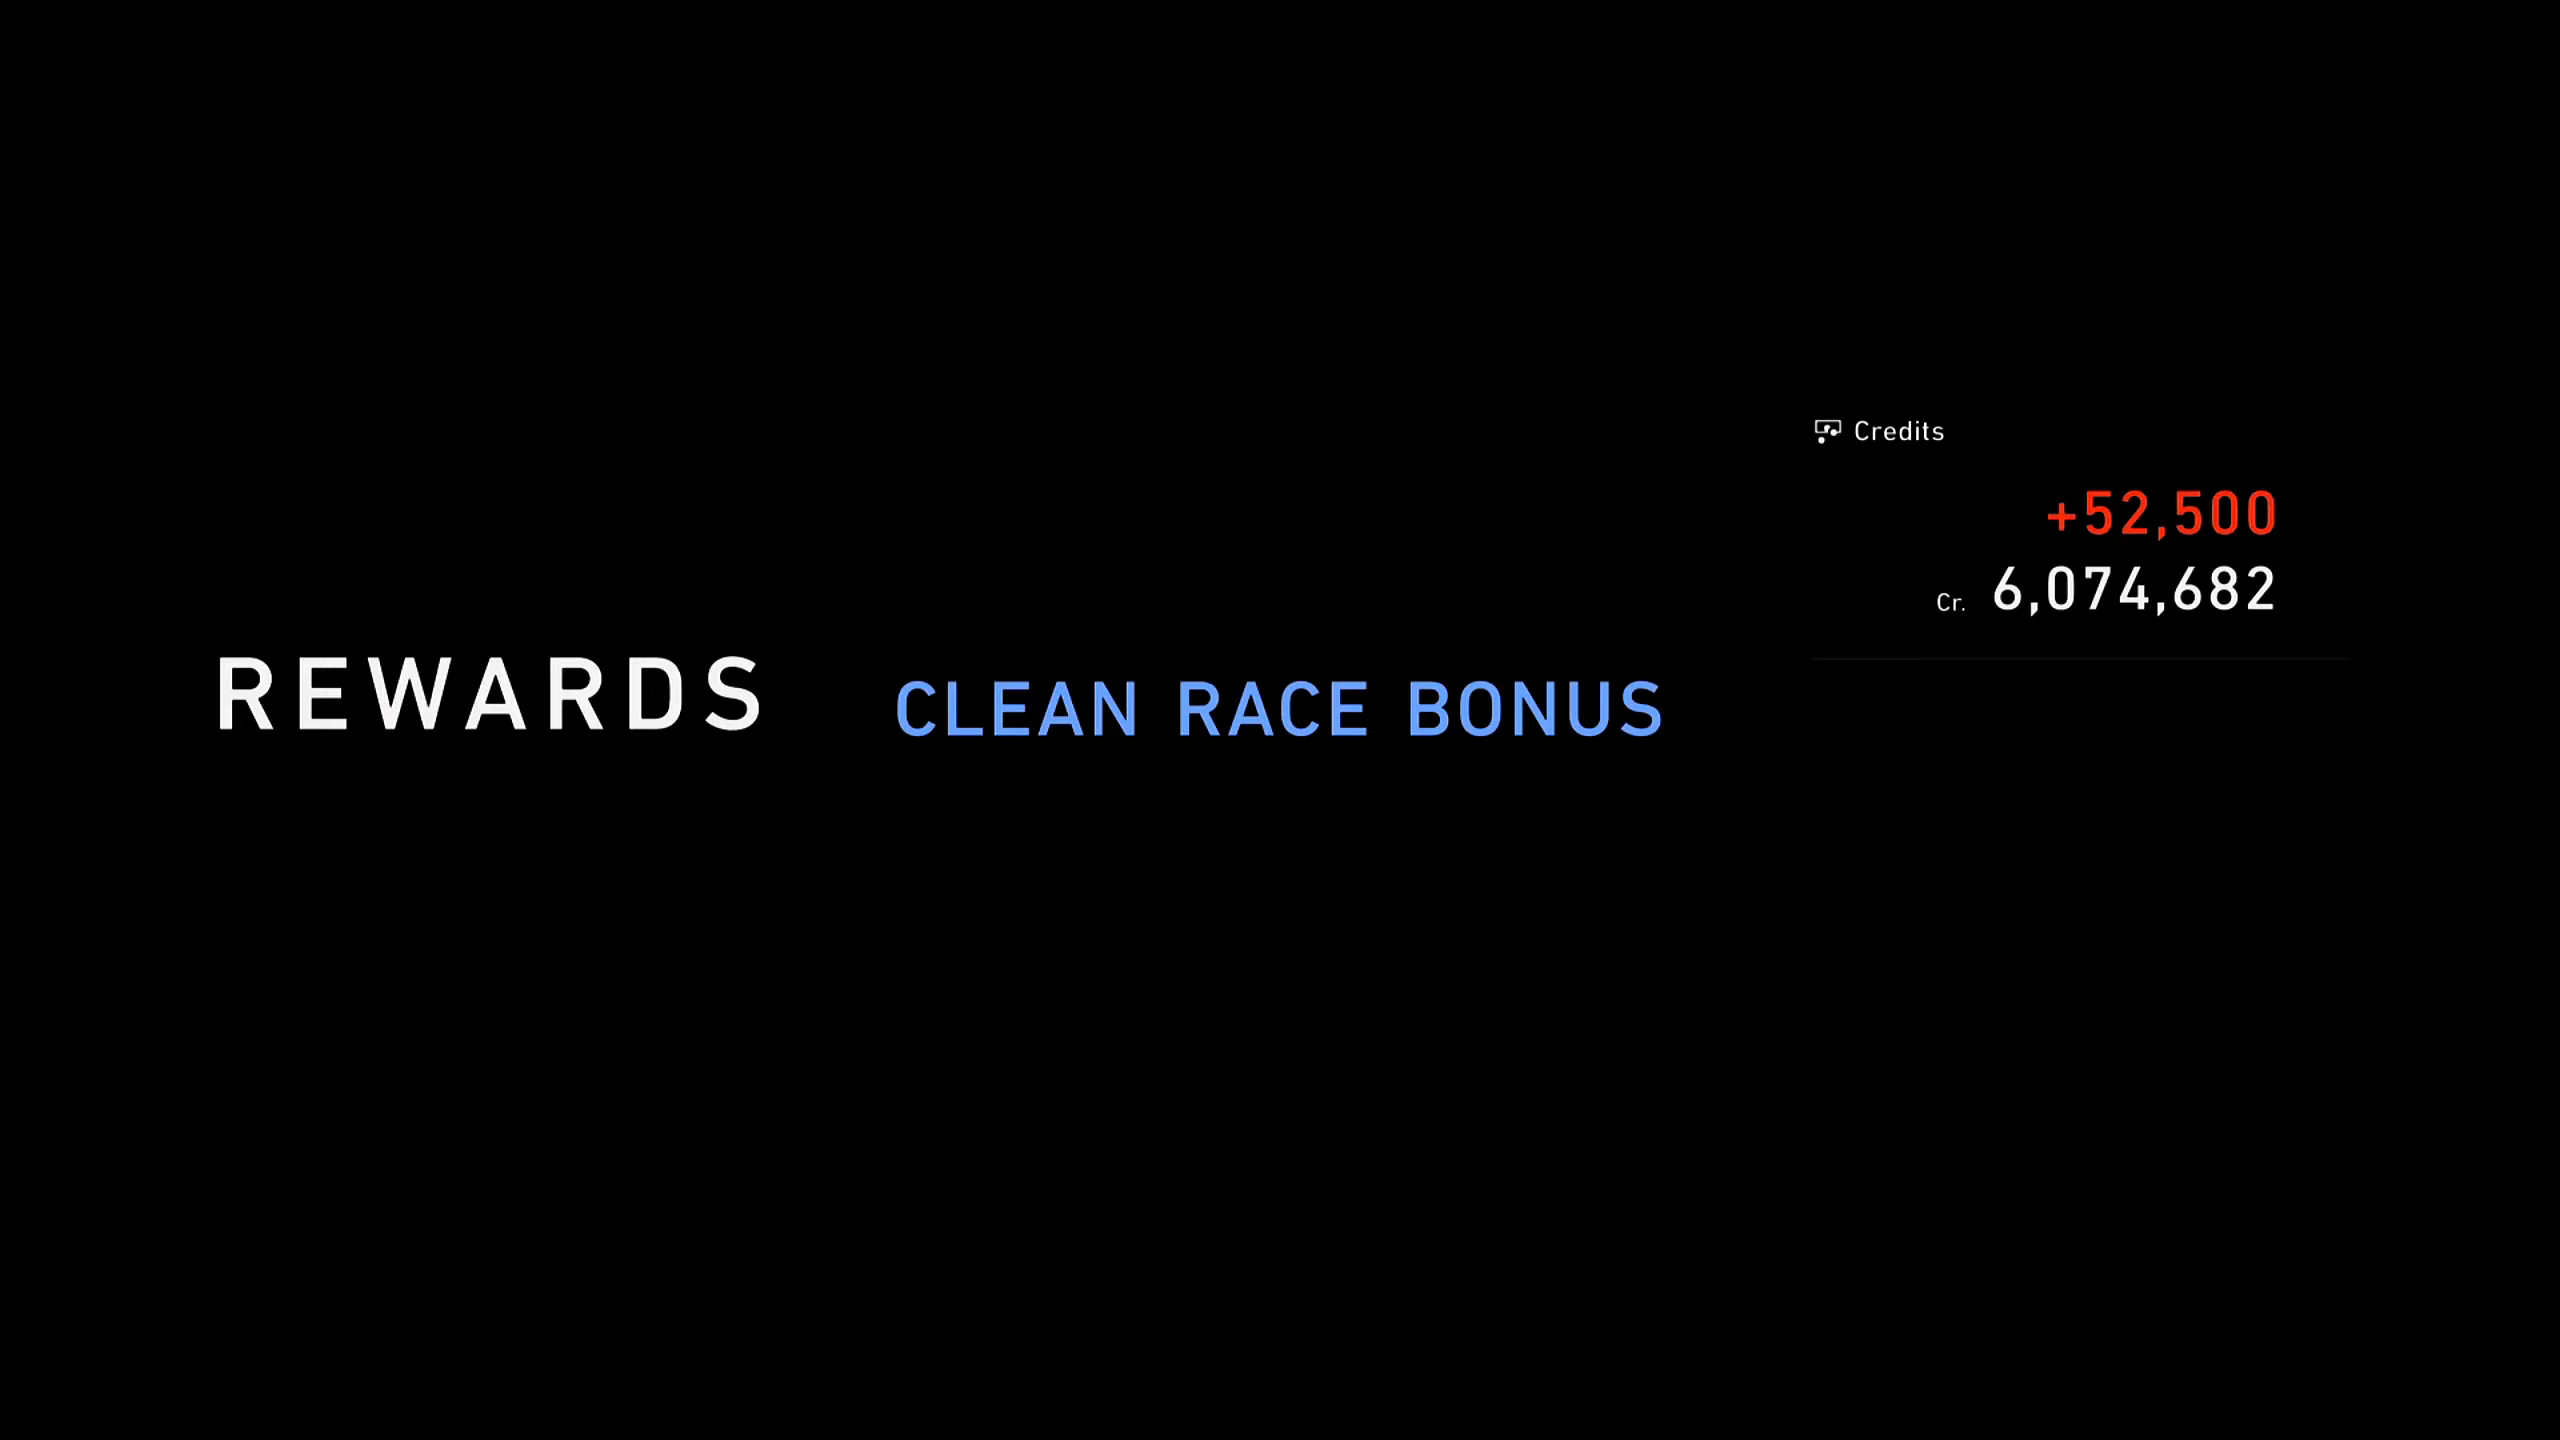 REWARDS
CLEAN RACE BONUS
Credits
+52,500
Cr. 6,074,682